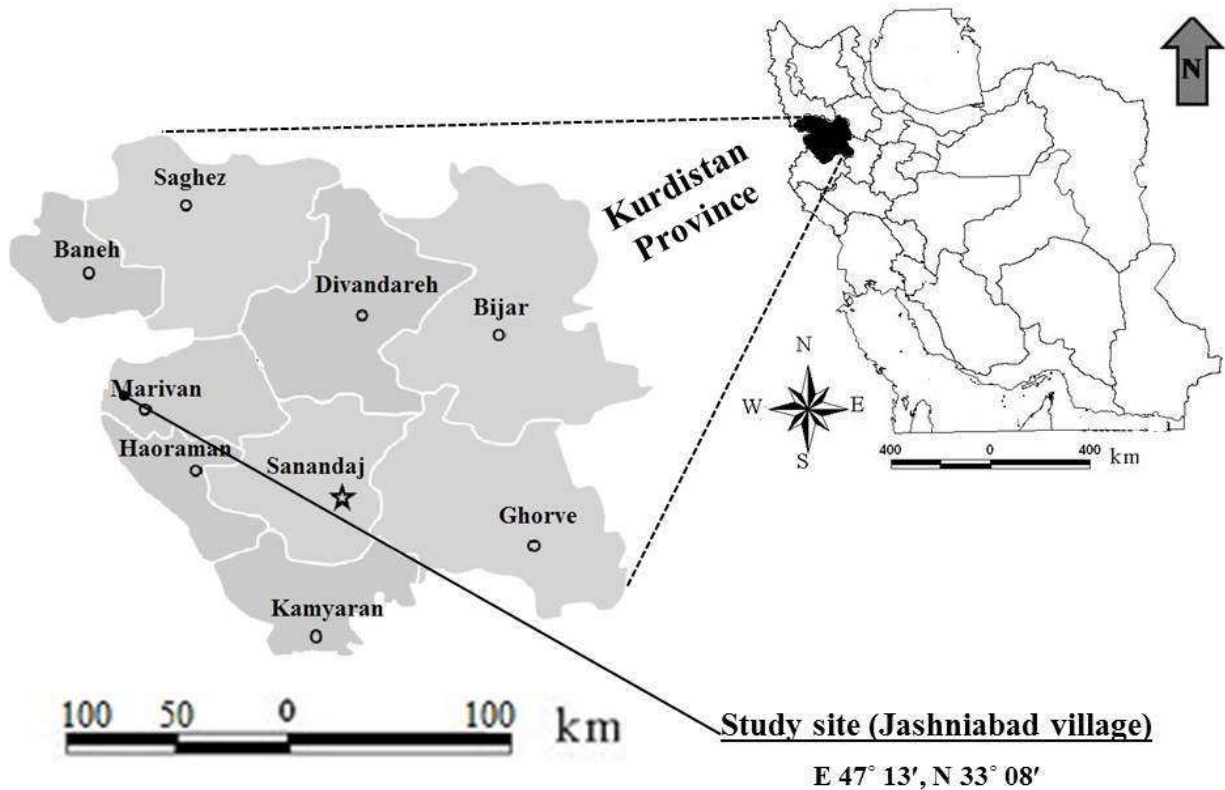 N
Kurdistan
Province
Saghez
Baneh
Divandareh
Bijar
Marivan
Haoraman
Sanandaj
Ghorve
Kamyaran
N
W
E
S
400
0
400
km
100
50
0
100
km
Study site (Jashniabad village)
E 47° 13′, N 33° 08′